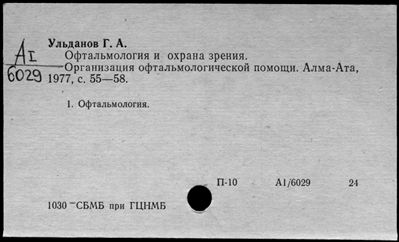 Ульданов Г. А.
АI
6029
Офтальмология и охрана зрения.
—Организация офтальмологической помощи. Алма-Ата,
1977, с. 55—58.
1. Офтальмология.
П-10 А1/6029 24
1030 —СБМБ при ГЦНМБ